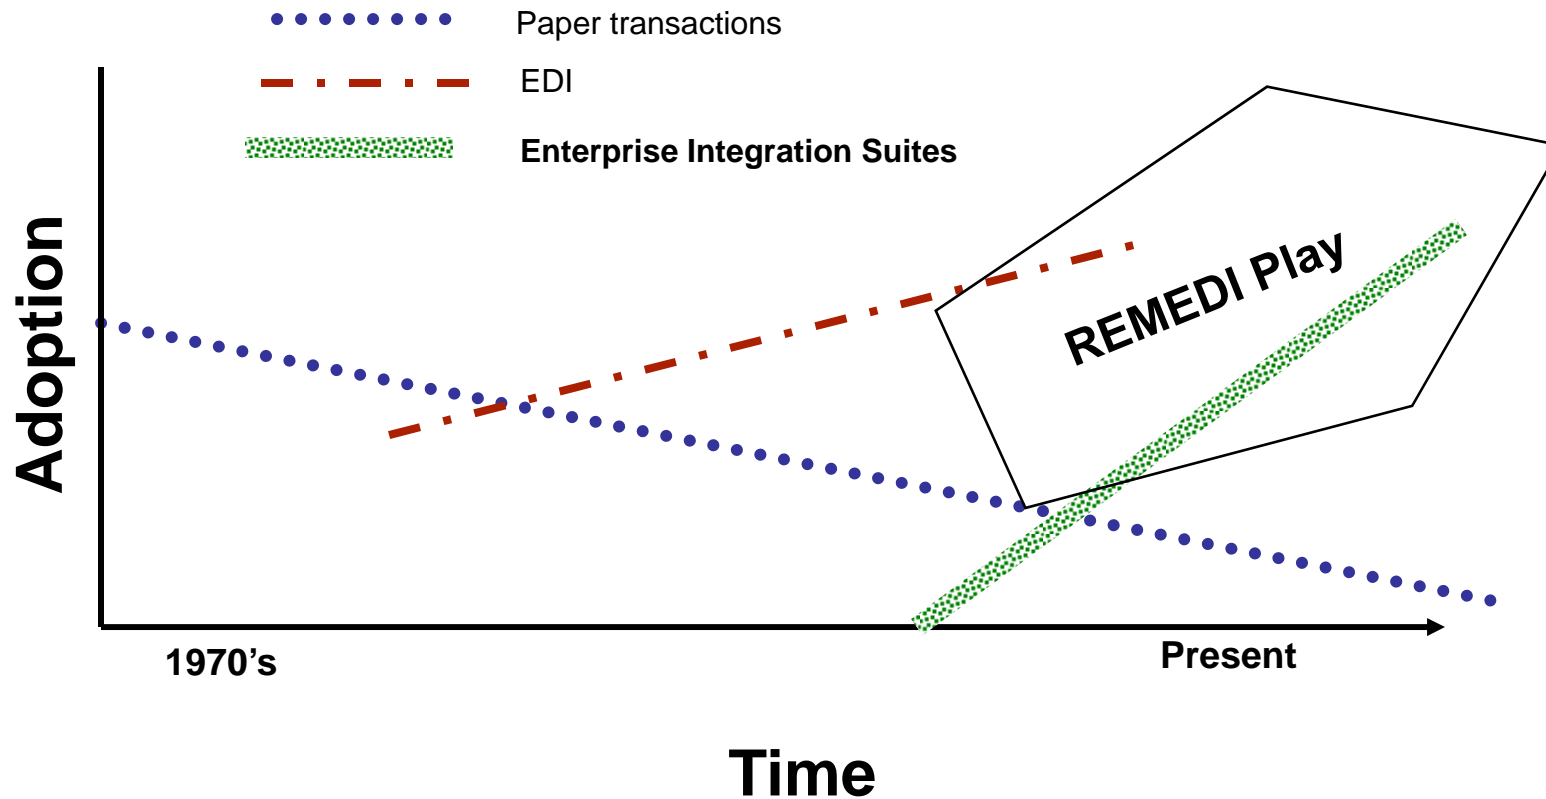 Paper transactions
EDI
Enterprise Integration Suites
Adoption
REMEDI Play
1970’s
Present
Time